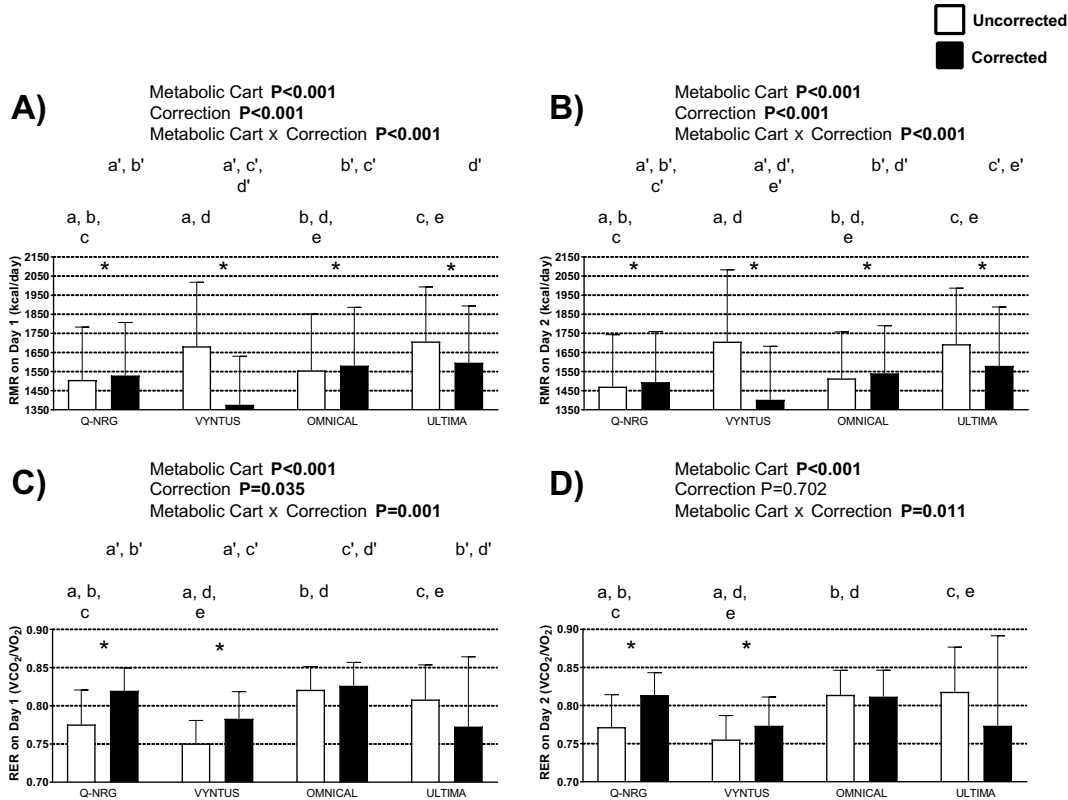 Uncorrected
Corrected
A)
Metabolic Cart P<0.001
Correction P<0.001
Metabolic Cart x Correction P<0.001
a', b'
a', c',
d'
b', c'
d'
a, b,
c
a, d
b, d,
e
c, e
RMR on Day 1 (kcal/day)
2150
2050
1950
1850
1750
1650
1550
1450
1350
* * * *
Q-NRG VYNTUS OMNICAL ULTIMA
B)
Metabolic Cart P<0.001
Correction P<0.001
Metabolic Cart x Correction P<0.001
a', b',
c'
a', d',
e'
b', d'
c', e'
a, b,
c
a, d
b, d,
e
c, e
RMR on Day 2 (kcal/day)
2150
2050
1950
1850
1750
1650
1550
1450
1350
* * * *
Q-NRG VYNTUS OMNICAL ULTIMA
C)
Metabolic Cart P<0.001
Correction P=0.035
Metabolic Cart x Correction P=0.001
a', b'
a', c'
c', d'
b', d'
a, b,
c
a, d,
e
b, d
c, e
RER on Day 1 (VCO₂/VO₂)
0.90
0.85
0.80
0.75
0.70
* *
Q-NRG VYNTUS OMNICAL ULTIMA
D)
Metabolic Cart P<0.001
Correction P=0.702
Metabolic Cart x Correction P=0.011
a, b,
c
a, d,
e
b, d
c, e
RER on Day 2 (VCO₂/VO₂)
0.90
0.85
0.80
0.75
0.70
* *
Q-NRG VYNTUS OMNICAL ULTIMA